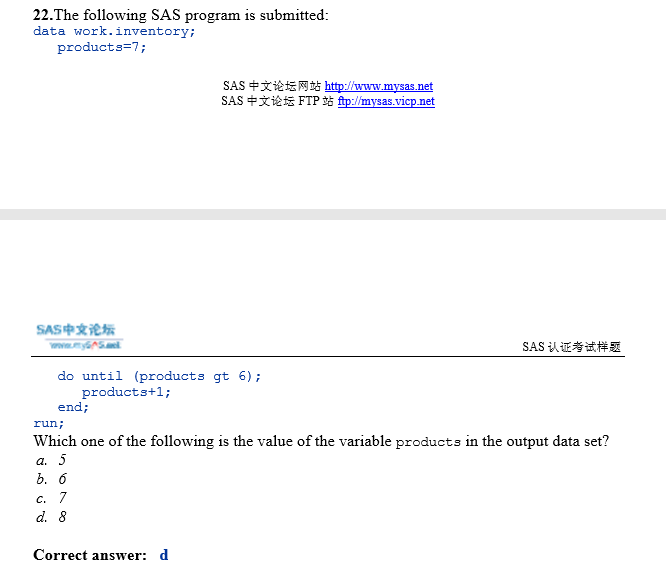 22.The following SAS program is submitted:
data work.inventory;
products=7;
SAS 中文论坛网站 http://www.mysas.net
SAS 中文论坛 FTP 站 ftp://mysas.vicp.net
SAS中文论坛
www.mySAS.net
SAS 认证考试样题
do until (products gt 6);
products+1;
end;
run;
Which one of the following is the value of the variable products in the output data set?
a. 5
b. 6
c. 7
d. 8
Correct answer: d